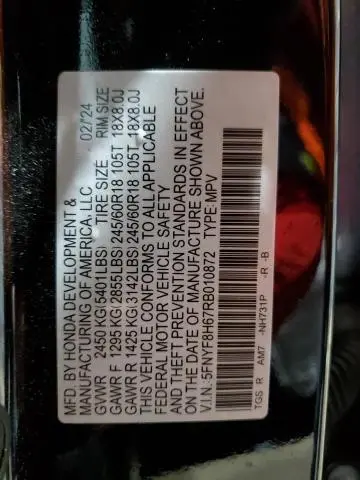 MFD. BY HONDA DEVELOPMENT &
MANUFACTURING OF AMERICA, LLC 02/'24
GVWR 2450 KG(5401LBS) TIRE SIZE RIM SIZE
GAWR F 1295 KG(2855LBS) 245/60R18 105T 18X8.0J
GAWR R 1425 KG(3142LBS) 245/60R18 105T 18X8.0J
THIS VEHICLE CONFORMS TO ALL APPLICABLE
FEDERAL MOTOR VEHICLE SAFETY
AND THEFT PREVENTION STANDARDS IN EFFECT
ON THE DATE OF MANUFACTURE SHOWN ABOVE.
V.I.N.:5FNYF8H67RB010872 TYPE-MPV
TGS R AM7 -NH731P -R -B